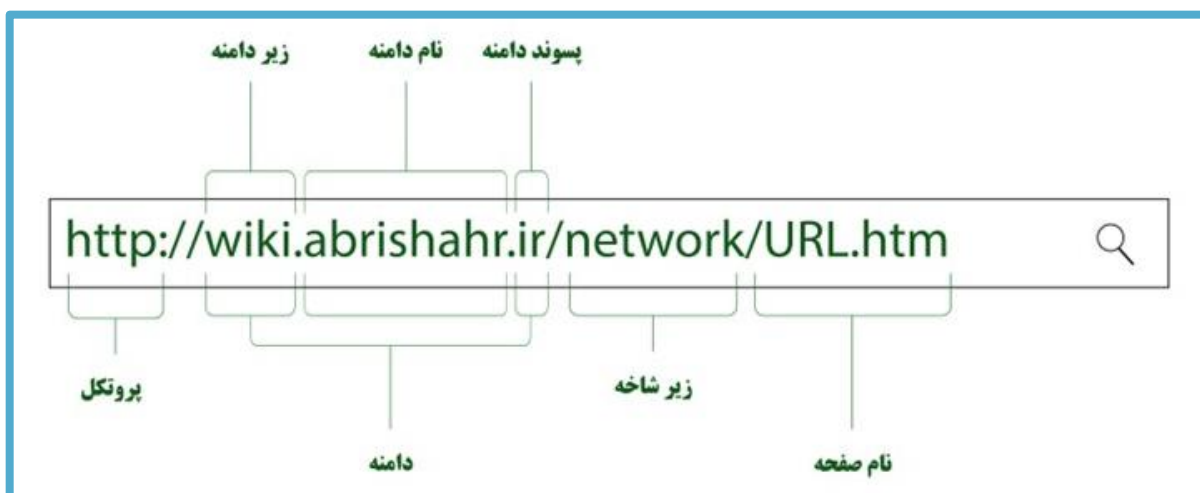 زیر دامنه
نام دامنه
پسوند دامنه
http://wiki.abrishahr.ir/network/URL.htm
پروتکل
زیر شاخه
دامنه
نام صفحه